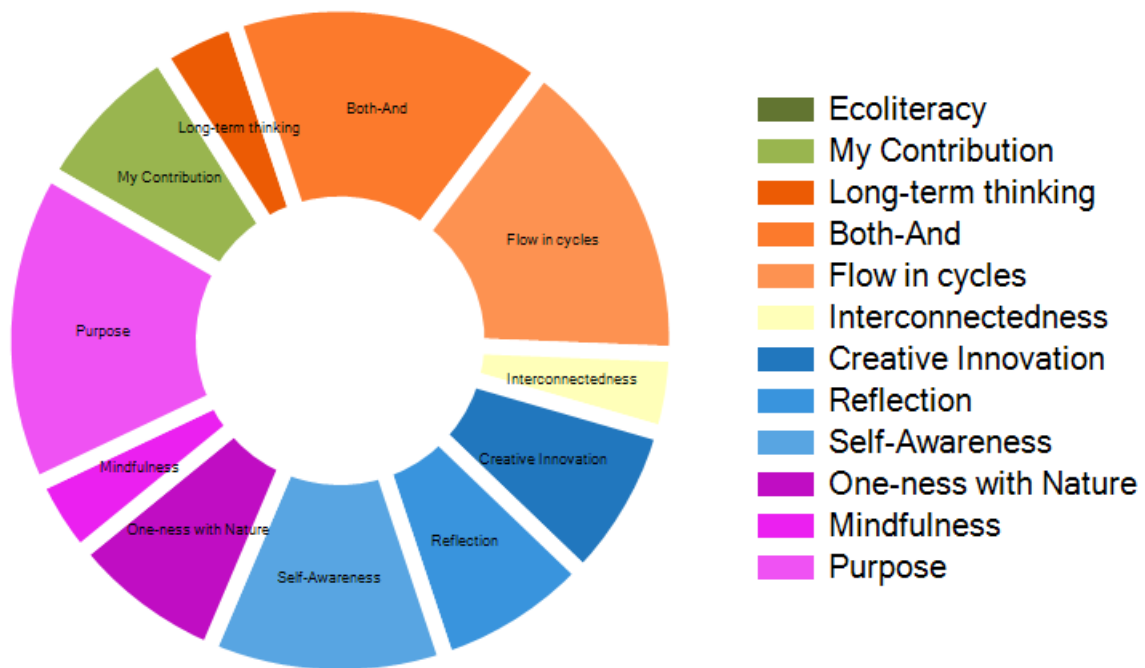 Both-And
Long-term thinking
My Contribution
Flow in cycles
Purpose
Interconnectedness
Mindfulness
Creative Innovation
One-ness with Nature
Reflection
Self-Awareness
Ecoliteracy
My Contribution
Long-term thinking
Both-And
Flow in cycles
Interconnectedness
Creative Innovation
Reflection
Self-Awareness
One-ness with Nature
Mindfulness
Purpose